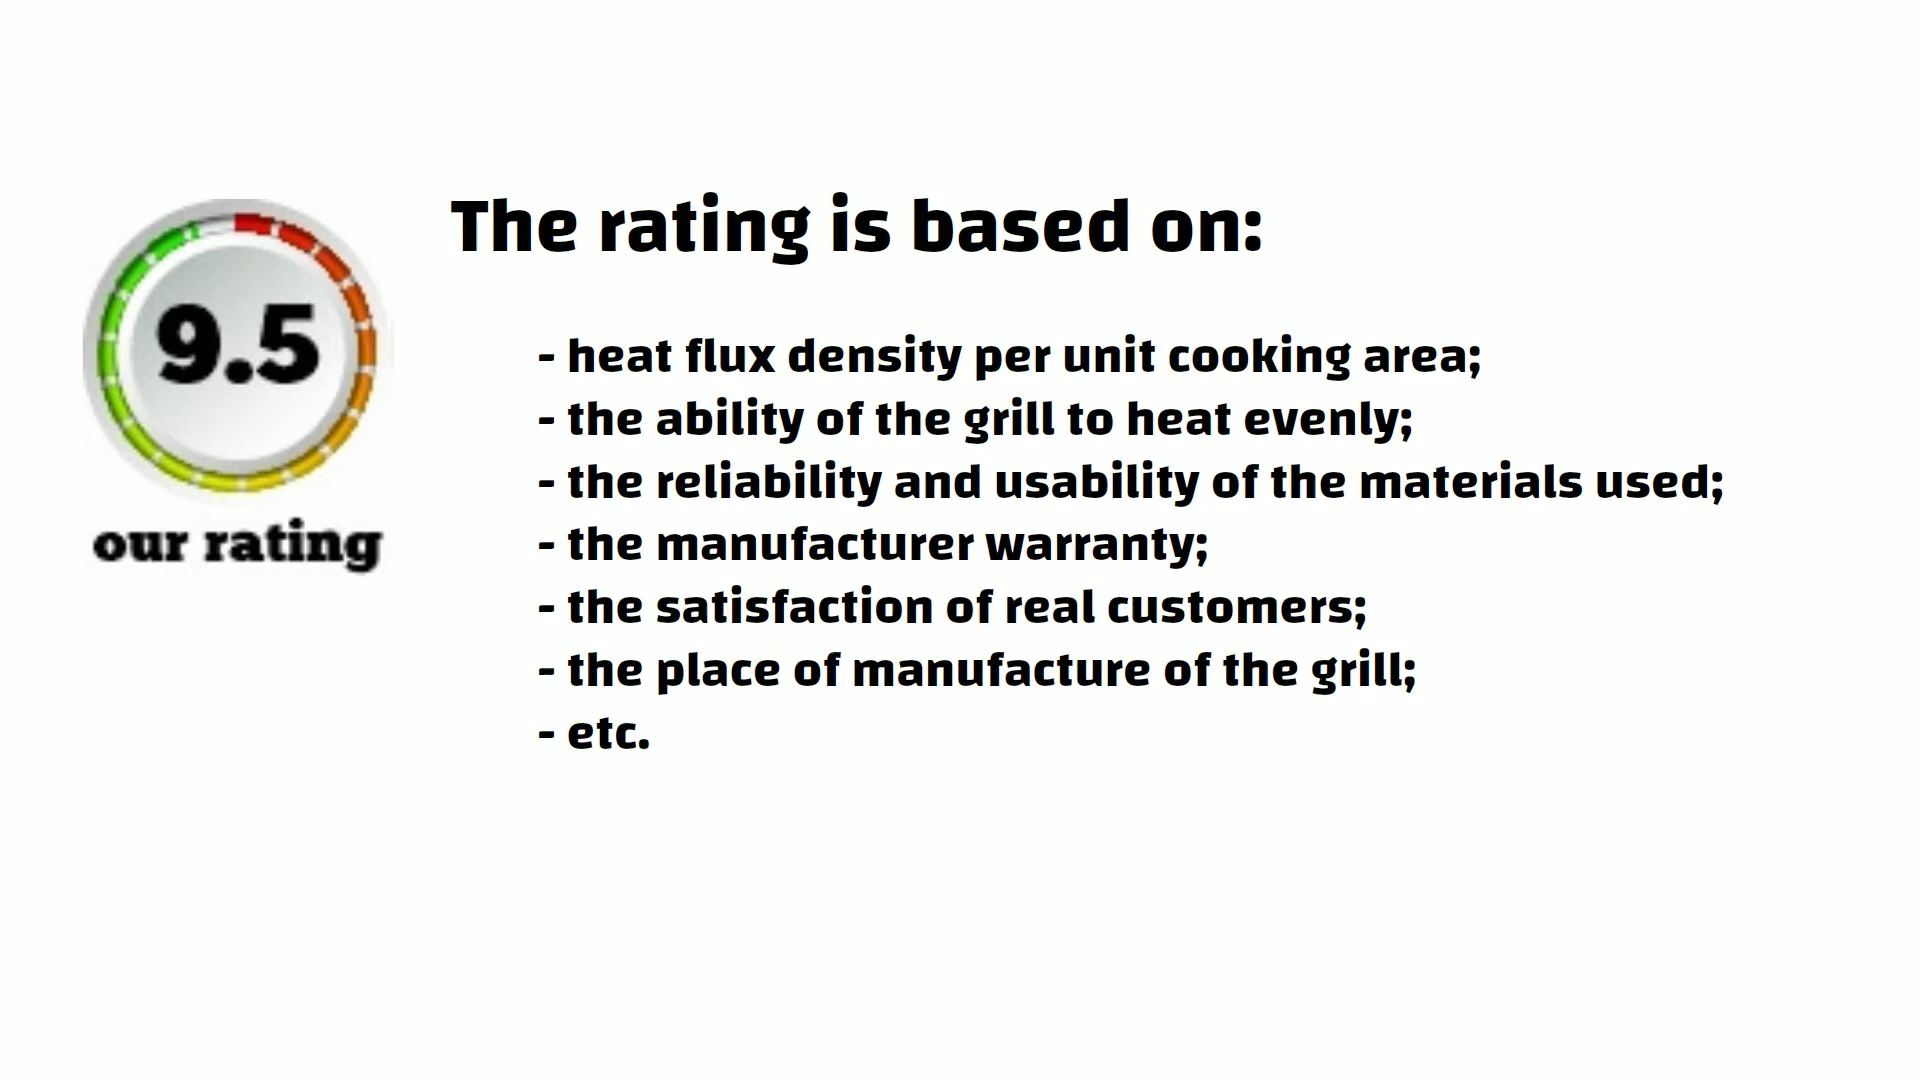 9.5
our rating
The rating is based on:
- heat flux density per unit cooking area;
- the ability of the grill to heat evenly;
- the reliability and usability of the materials used;
- the manufacturer warranty;
- the satisfaction of real customers;
- the place of manufacture of the grill;
- etc.